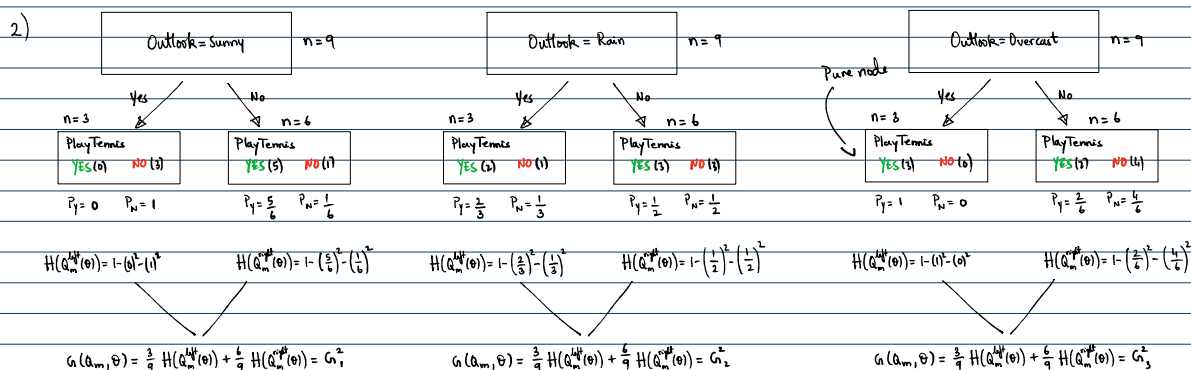 2)
Outlook=Sunny n=9
Outlook=Rain n=9
Outlook=Overcast n=9
Pure node
Yes No
Yes No
Yes No
n=3 n=6
n=3 n=6
n=3 n=6
PlayTennis PlayTennis
PlayTennis PlayTennis
PlayTennis PlayTennis
YES(0) NO(3) YES(5) NO(1)
YES(2) NO(1) YES(3) NO(3)
YES(3) NO(0) YES(2) NO(4)
P_Y=0 P_N=1 P_Y=5/6 P_N=1/6
P_Y=2/3 P_N=1/3 P_Y=1/2 P_N=1/2
P_Y=1 P_N=0 P_Y=2/6 P_N=4/6
H(Q_m^left(θ))=1-(0)²-(1)² H(Q_m^right(θ))=1-(5/6)²-(1/6)²
H(Q_m^left(θ))=1-(2/3)²-(1/3)² H(Q_m^right(θ))=1-(1/2)²-(1/2)²
H(Q_m^left(θ))=1-(1)²-(0)² H(Q_m^right(θ))=1-(2/6)²-(4/6)²
G(Q_m,θ)=3/9 H(Q_m^left(θ))+6/9 H(Q_m^right(θ))=G_1^2
G(Q_m,θ)=3/9 H(Q_m^left(θ))+6/9 H(Q_m^right(θ))=G_2^2
G(Q_m,θ)=3/9 H(Q_m^left(θ))+6/9 H(Q_m^right(θ))=G_3^2